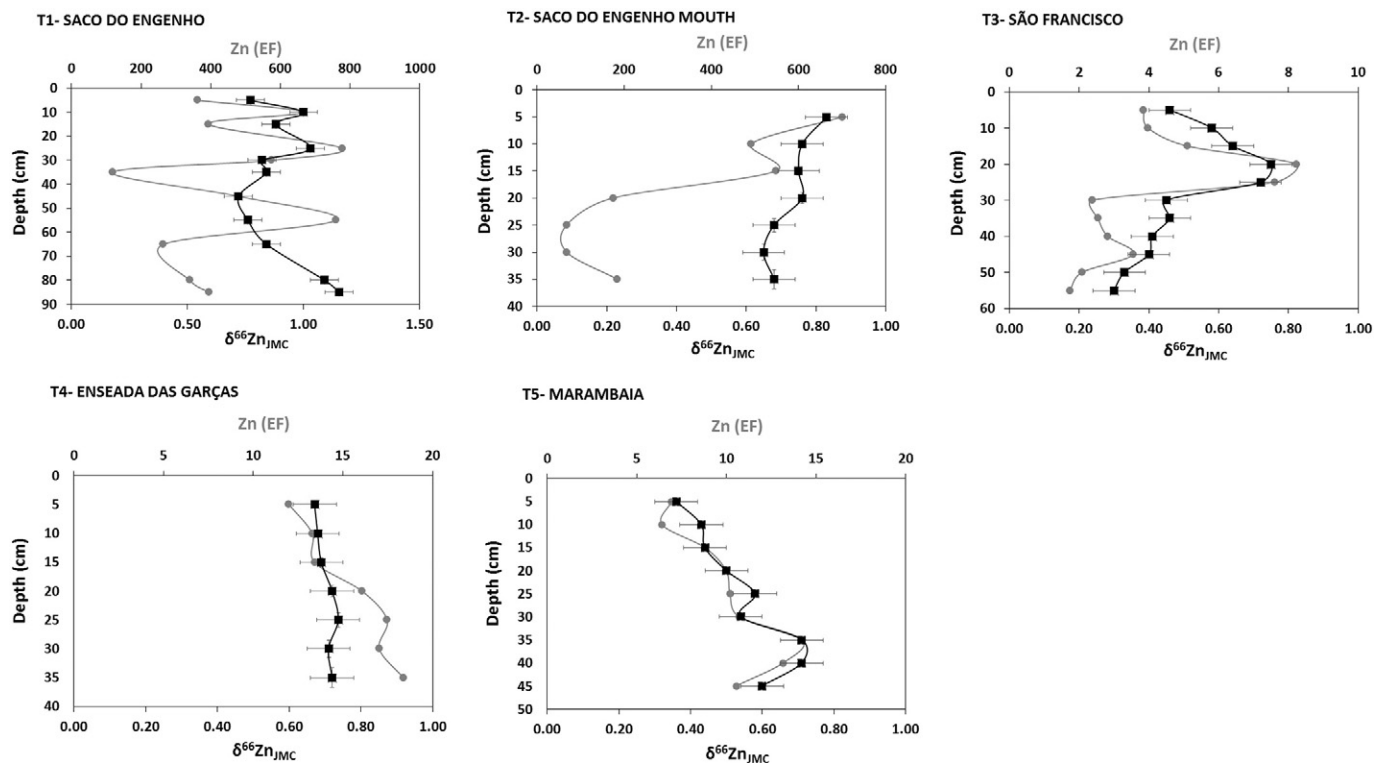 T1- SACO DO ENGENHO
Zn (EF)
0 200 400 600 800 1000
0
10
20
30
40
50
60
70
80
90
Depth (cm)
0.00 0.50 1.00 1.50
δ⁶⁶Zn_JMC
T2- SACO DO ENGENHO MOUTH
Zn (EF)
0 200 400 600 800
0
5
10
15
20
25
30
35
40
Depth (cm)
0.00 0.20 0.40 0.60 0.80 1.00
δ⁶⁶Zn_JMC
T3- SÃO FRANCISCO
Zn (EF)
0 2 4 6 8 10
0
10
20
30
40
50
60
Depth (cm)
0.00 0.20 0.40 0.60 0.80 1.00
δ⁶⁶Zn_JMC
T4- ENSEADA DAS GARÇAS
Zn (EF)
0 5 10 15 20
0
5
10
15
20
25
30
35
40
Depth (cm)
0.00 0.20 0.40 0.60 0.80 1.00
δ⁶⁶Zn_JMC
T5- MARAMBAIA
Zn (EF)
0 5 10 15 20
0
5
10
15
20
25
30
35
40
45
50
Depth (cm)
0.00 0.20 0.40 0.60 0.80 1.00
δ⁶⁶Zn_JMC